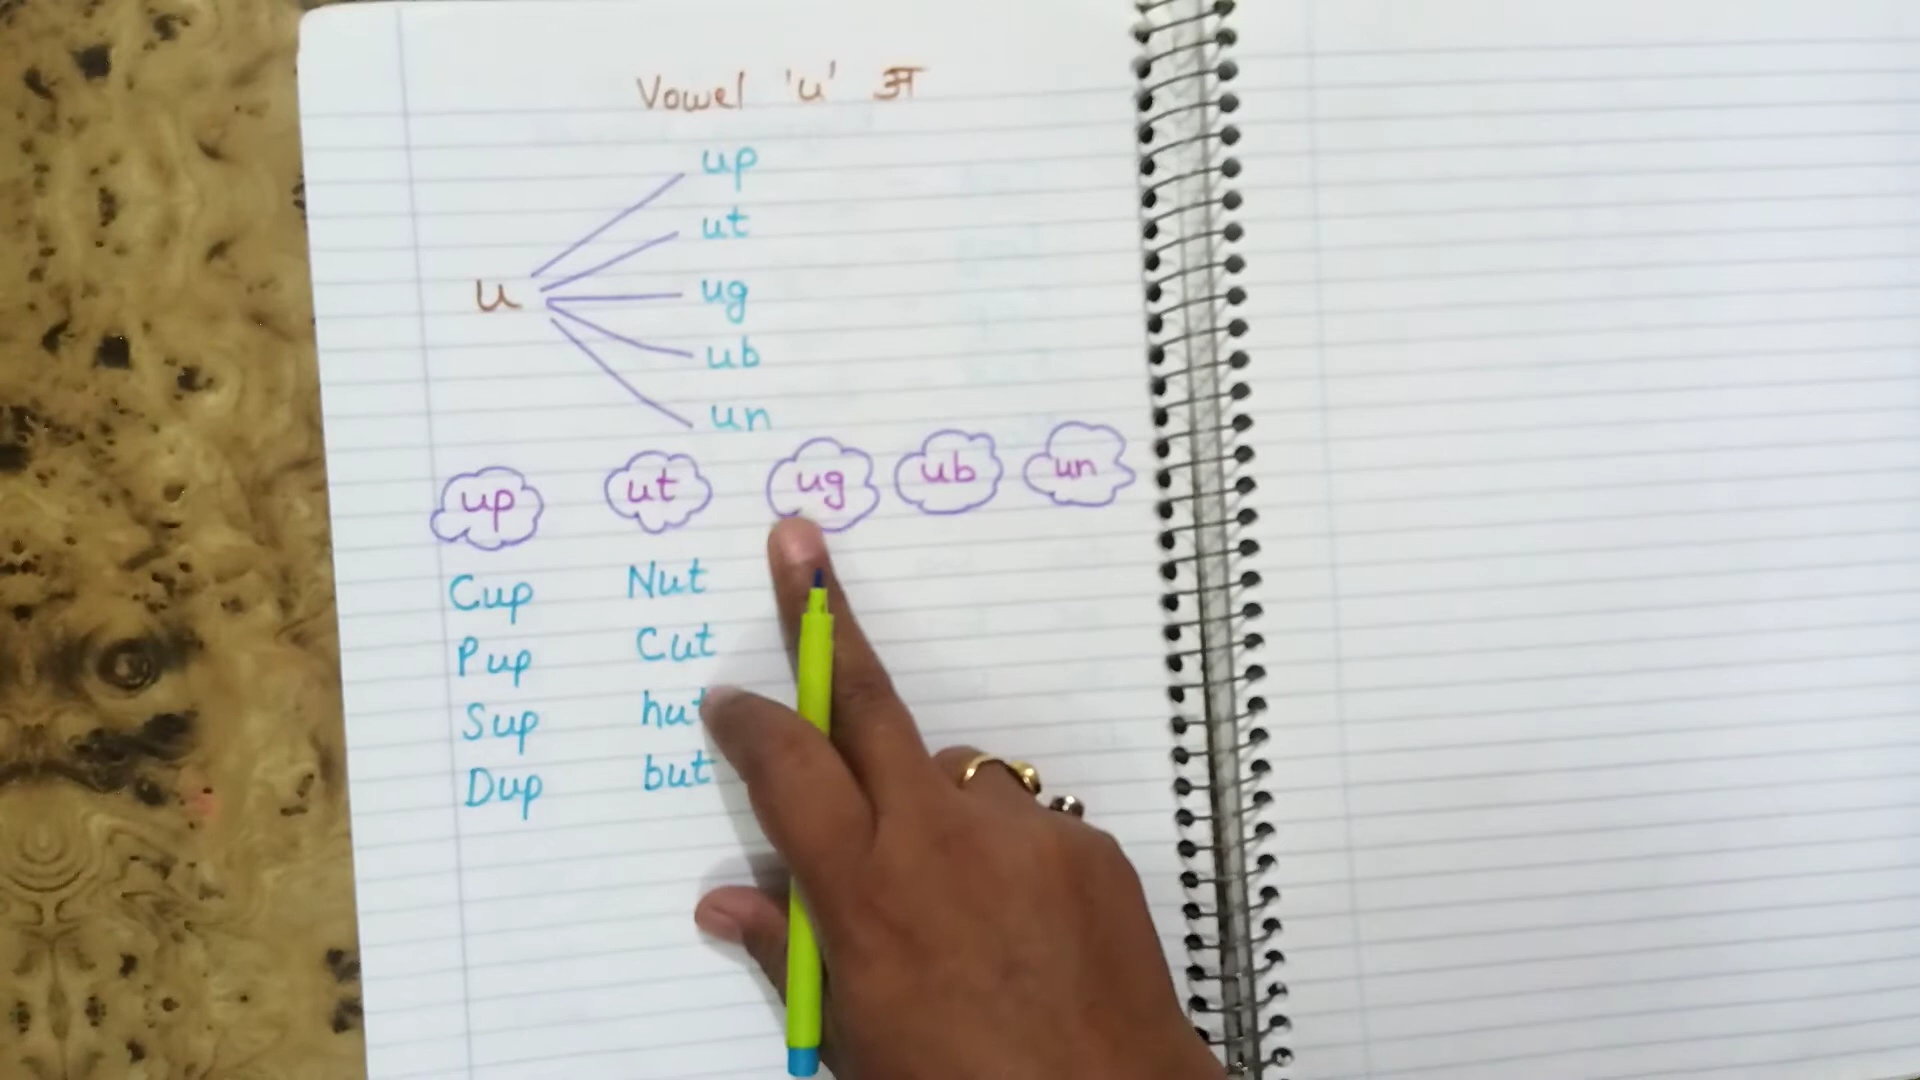 Vowel 'u' अ
up
ut
u
ug
ub
un
up ut ug ub un
Cup Nut
Pup Cut
Sup hut
Dup but